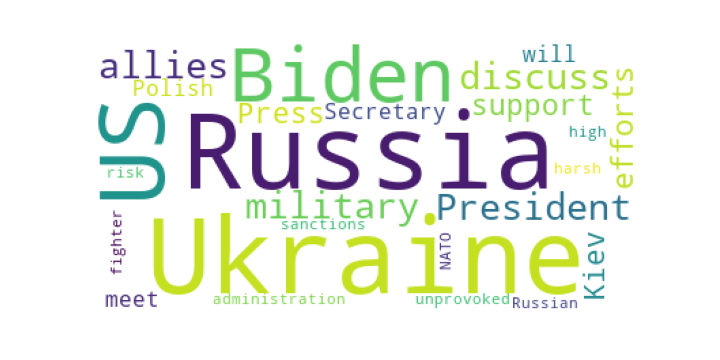 allies
Biden
will
Polish
discuss
US
Press
Secretary
support
efforts
Russia
high
risk
harsh
military
President
sanctions
Ukraine
fighter
NATO
Kiev
meet
administration
unprovoked
Russian